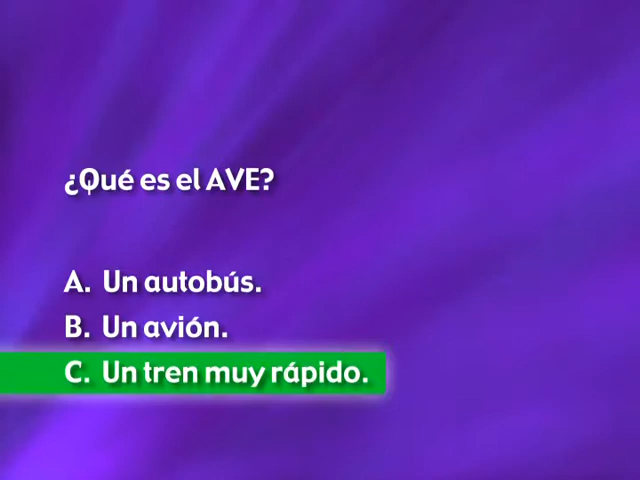 ¿Qué es el AVE?
A. Un autobús.
B. Un avión.
C. Un tren muy rápido.